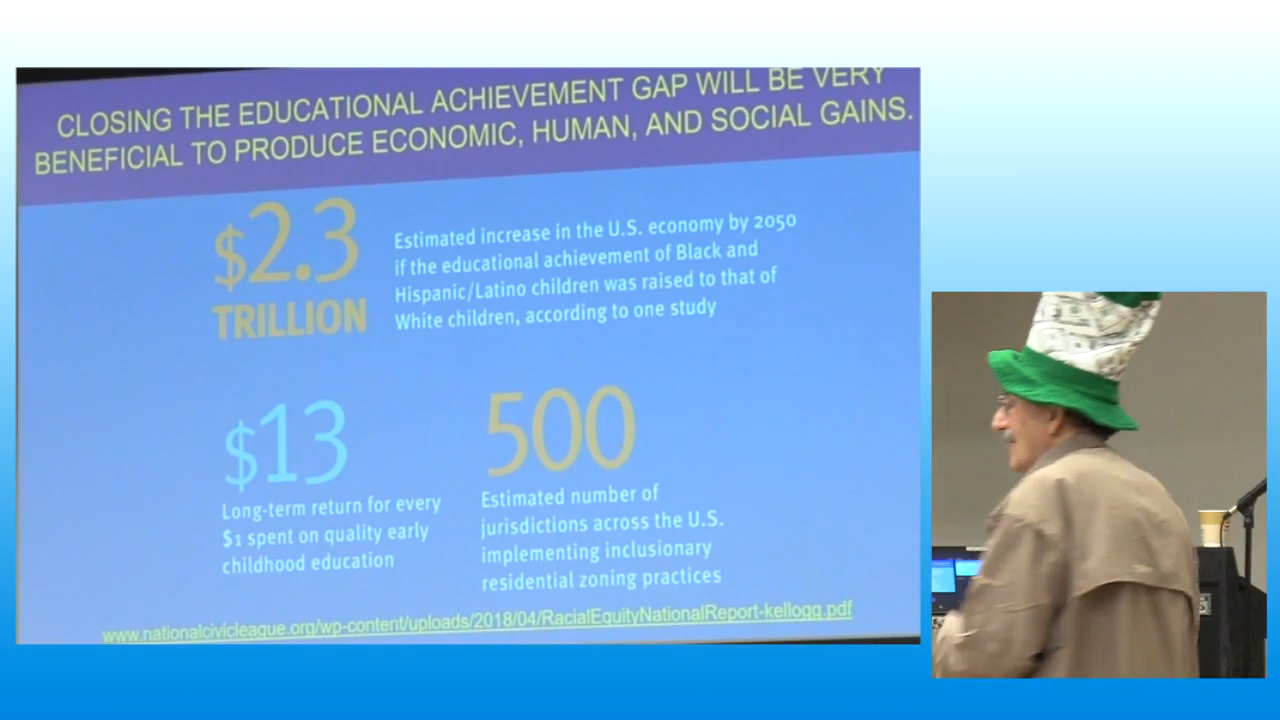 CLOSING THE EDUCATIONAL ACHIEVEMENT GAP WILL BE VERY
BENEFICIAL TO PRODUCE ECONOMIC, HUMAN, AND SOCIAL GAINS.
$2.3
TRILLION
Estimated increase in the U.S. economy by 2050
if the educational achievement of Black and
Hispanic/Latino children was raised to that of
White children, according to one study
$13
Long-term return for every
$1 spent on quality early
childhood education
500
Estimated number of
jurisdictions across the U.S.
implementing inclusionary
residential zoning practices
www.nationalcivicleague.org/wp-content/uploads/2018/04/RacialEquityNationalReport-kellogg.pdf